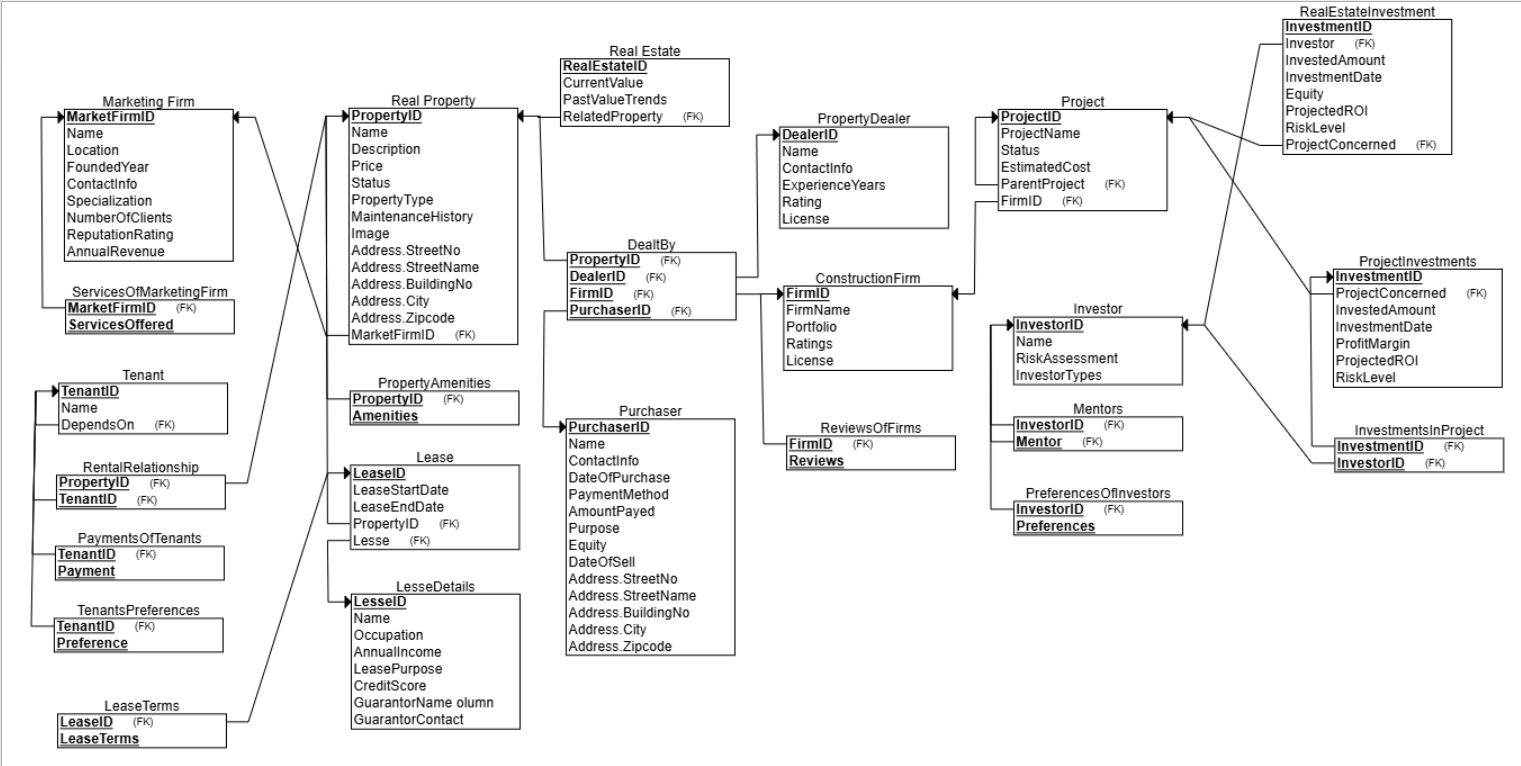 Marketing Firm
MarketFirmID
Name
Location
FoundedYear
ContactInfo
Specialization
NumberOfClients
ReputationRating
AnnualRevenue
ServicesOfMarketingFirm
MarketFirmID (FK)
ServicesOffered
Tenant
TenantID
Name
DependsOn (FK)
RentalRelationship
PropertyID (FK)
TenantID (FK)
PaymentsOfTenants
TenantID (FK)
Payment
TenantsPreferences
TenantID (FK)
Preference
LeaseTerms
LeaseID (FK)
LeaseTerms
Real Property
PropertyID
Name
Description
Price
Status
PropertyType
MaintenanceHistory
Image
Address.StreetNo
Address.StreetName
Address.BuildingNo
Address.City
Address.Zipcode
MarketFirmID (FK)
PropertyAmenities
PropertyID (FK)
Amenities
Lease
LeaseID
LeaseStartDate
LeaseEndDate
PropertyID (FK)
Lesse (FK)
LesseDetails
LesseID
Name
Occupation
AnnualIncome
LeasePurpose
CreditScore
GuarantorName olumn
GuarantorContact
Real Estate
RealEstateID
CurrentValue
PastValueTrends
RelatedProperty (FK)
DealtBy
PropertyID (FK)
DealerID (FK)
FirmID (FK)
PurchaserID (FK)
Purchaser
PurchaserID
Name
ContactInfo
DateOfPurchase
PaymentMethod
AmountPayed
Purpose
Equity
DateOfSell
Address.StreetNo
Address.StreetName
Address.BuildingNo
Address.City
Address.Zipcode
PropertyDealer
DealerID
Name
ContactInfo
ExperienceYears
Rating
License
ConstructionFirm
FirmID
FirmName
Portfolio
Ratings
License
ReviewsOfFirms
FirmID (FK)
Reviews
Project
ProjectID
ProjectName
Status
EstimatedCost
ParentProject (FK)
FirmID (FK)
Investor
InvestorID
Name
RiskAssessment
InvestorTypes
Mentors
InvestorID (FK)
Mentor (FK)
PreferencesOfInvestors
InvestorID (FK)
Preferences
RealEstateInvestment
InvestmentID
Investor (FK)
InvestedAmount
InvestmentDate
Equity
ProjectedROI
RiskLevel
ProjectConcerned (FK)
ProjectInvestments
InvestmentID
ProjectConcerned (FK)
InvestedAmount
InvestmentDate
ProfitMargin
ProjectedROI
RiskLevel
InvestmentsInProject
InvestmentID (FK)
InvestorID (FK)